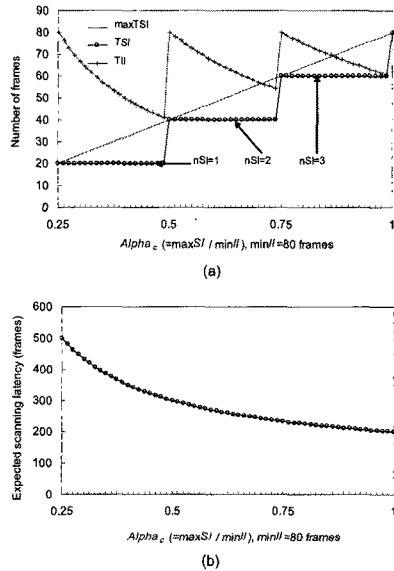 90
80
70
60
50
40
30
20
10
0
Number of frames
maxTSI
TSI
TII
nSI=1
nSI=2
nSI=3
0.25
0.5
0.75
1
Alpha c (=maxSI / minII), minII=80 frames
(a)
600
500
400
300
200
100
0
Expected scanning latency (frames)
0.25
0.5
0.75
1
Alpha c (=maxSI / minII), minII=80 frames
(b)